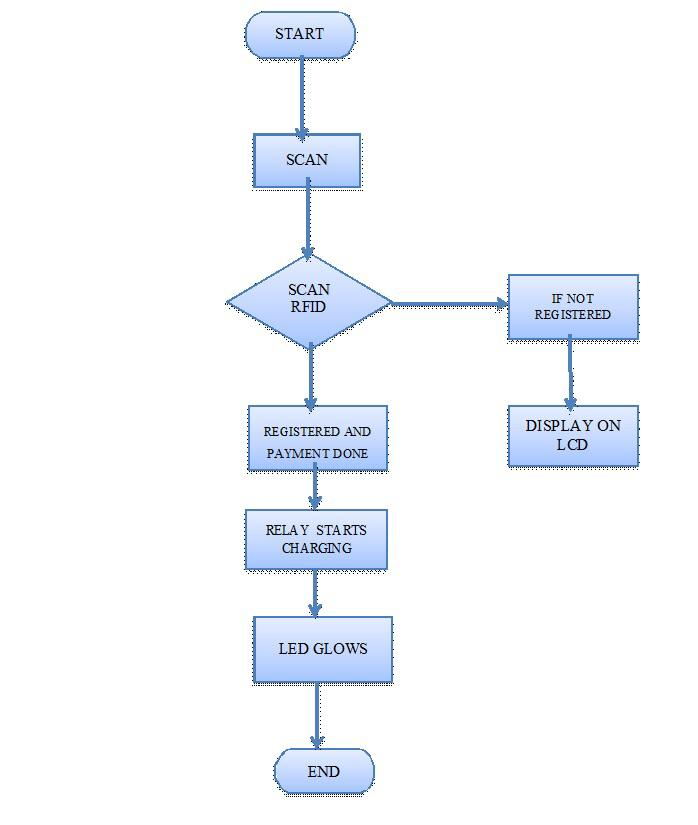 START
SCAN
SCAN
RFID
IF NOT
REGISTERED
REGISTERED AND
PAYMENT DONE
DISPLAY ON
LCD
RELAY STARTS
CHARGING
LED GLOWS
END